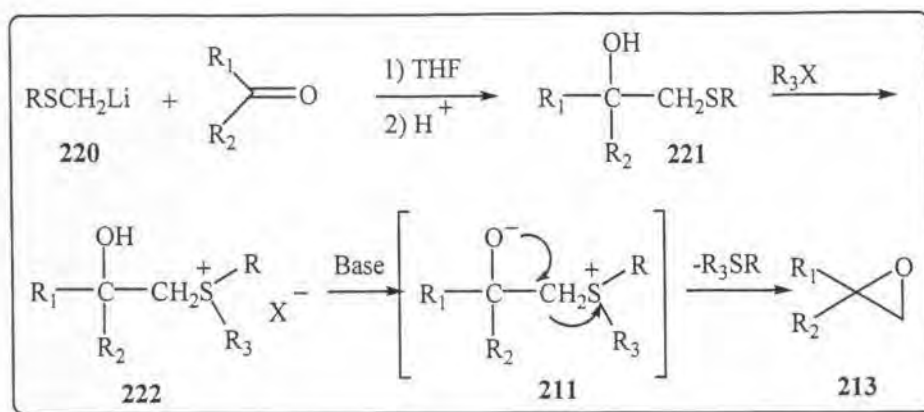 OH
R₁ 1) THF R₃X
RSCH₂Li + O R₁—C—CH₂SR
R₂ 2) H⁺
220 R₂ 221
OH O⁻
R₁—C—CH₂S⁺ R X⁻ Base R₁—C—CH₂S⁺ R -R₃SR R₁ O
R₂ R₃ R₂ R₃ R₂
222 211 213